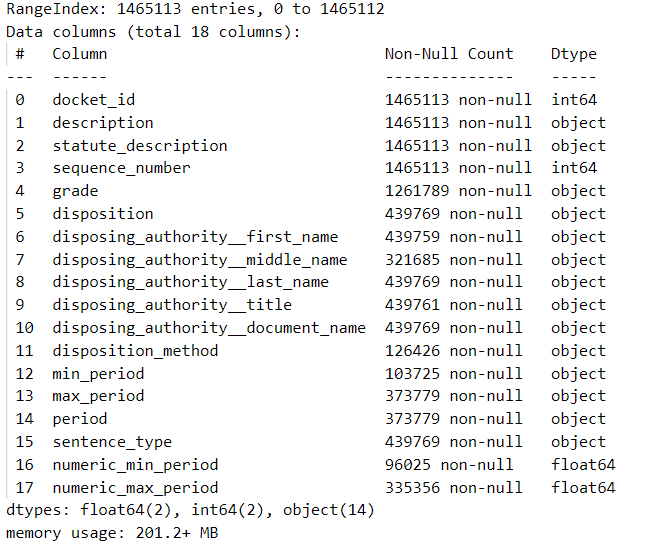 RangeIndex: 1465113 entries, 0 to 1465112
Data columns (total 18 columns):
 #   Column                            Non-Null Count    Dtype
---  ------                            --------------    -----
 0   docket_id                         1465113 non-null  int64
 1   description                       1465113 non-null  object
 2   statute_description               1465113 non-null  object
 3   sequence_number                   1465113 non-null  int64
 4   grade                             1261789 non-null  object
 5   disposition                       439769 non-null   object
 6   disposing_authority__first_name   439759 non-null   object
 7   disposing_authority__middle_name  321685 non-null   object
 8   disposing_authority__last_name    439769 non-null   object
 9   disposing_authority__title        439761 non-null   object
 10  disposing_authority__document_name  439769 non-null   object
 11  disposition_method                126426 non-null   object
 12  min_period                        103725 non-null   object
 13  max_period                        373779 non-null   object
 14  period                            373779 non-null   object
 15  sentence_type                     439769 non-null   object
 16  numeric_min_period                96025 non-null    float64
 17  numeric_max_period                335356 non-null   float64
dtypes: float64(2), int64(2), object(14)
memory usage: 201.2+ MB